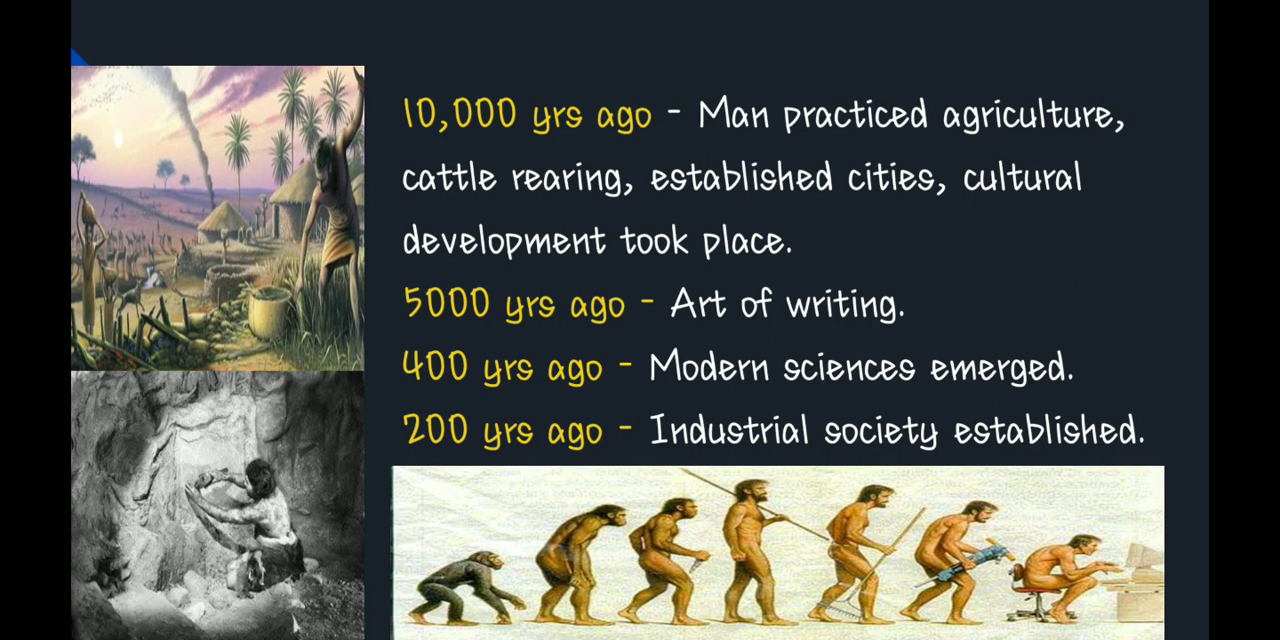 10,000 yrs ago - Man practiced agriculture,
cattle rearing, established cities, cultural
development took place.
5000 yrs ago - Art of writing.
400 yrs ago - Modern sciences emerged.
200 yrs ago - Industrial society established.